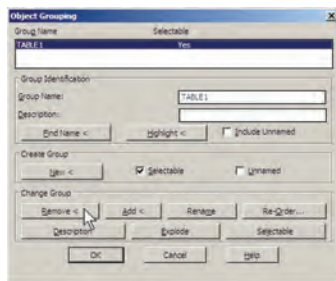 Object Grouping
Group Name Selectable
TABLE1 Yes
Group Identification
Group Name: TABLE1
Description:
Find Name < Highlight < Include Unnamed
Create Group
New < Selectable Unnamed
Change Group
Remove < Add < Rename Re-Order...
Description Explode Selectable
OK Cancel Help